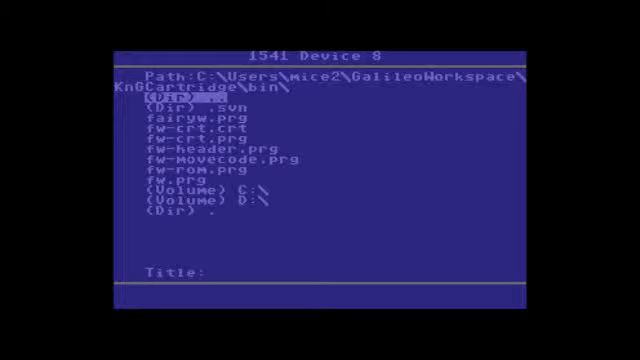 1541 Device 8
Path:C:\Users\mice2\GalileoWorkspace\
KnGCartridge\bin\
(Dir) ..
(Dir) .svn
fairyw.prg
fw-crt.crt
fw-crt.prg
fw-header.prg
fw-movecode.prg
fw-rom.prg
fw.prg
(Volume) C:\
(Volume) D:\
(Dir) .
Title: